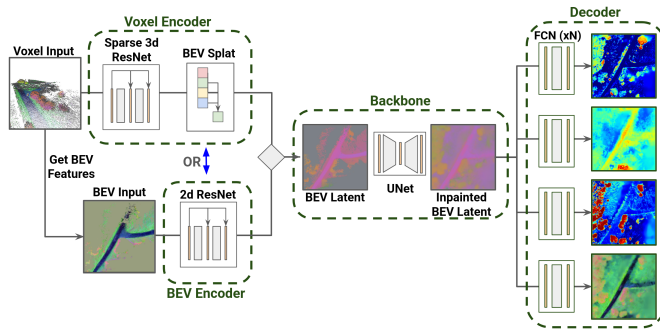 Voxel Encoder
Decoder
Voxel Input
Sparse 3d
ResNet
BEV Splat
FCN (xN)
Backbone
OR
Get BEV
Features
BEV Latent
UNet
Inpainted
BEV Latent
BEV Input
2d ResNet
BEV Encoder